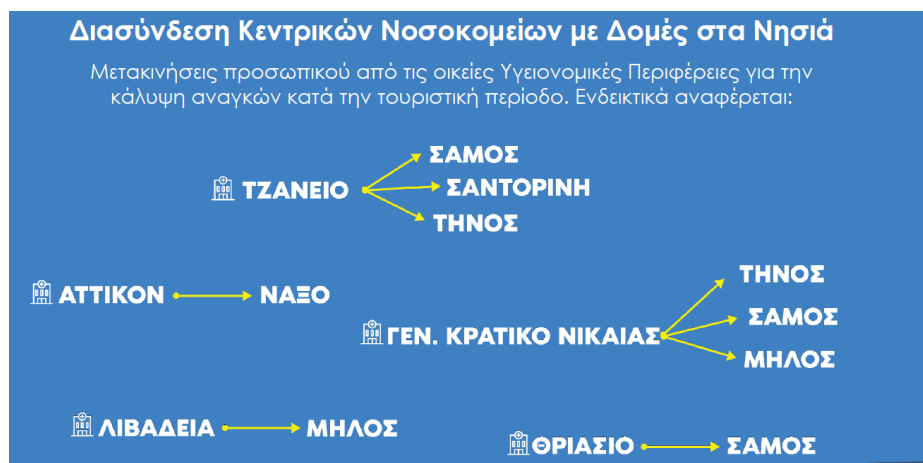 Διασύνδεση Κεντρικών Νοσοκομείων με Δομές στα Νησιά
Μετακινήσεις προσωπικού από τις οικείες Υγειονομικές Περιφέρειες για την
κάλυψη αναγκών κατά την τουριστική περίοδο. Ενδεικτικά αναφέρεται:
ΤΖΑΝΕΙΟ
ΣΑΜΟΣ
ΣΑΝΤΟΡΙΝΗ
ΤΗΝΟΣ
ΑΤΤΙΚΟΝ
ΝΑΞΟ
ΓΕΝ. ΚΡΑΤΙΚΟ ΝΙΚΑΙΑΣ
ΤΗΝΟΣ
ΣΑΜΟΣ
ΜΗΛΟΣ
ΛΙΒΑΔΕΙΑ
ΜΗΛΟΣ
ΘΡΙΑΣΙΟ
ΣΑΜΟΣ